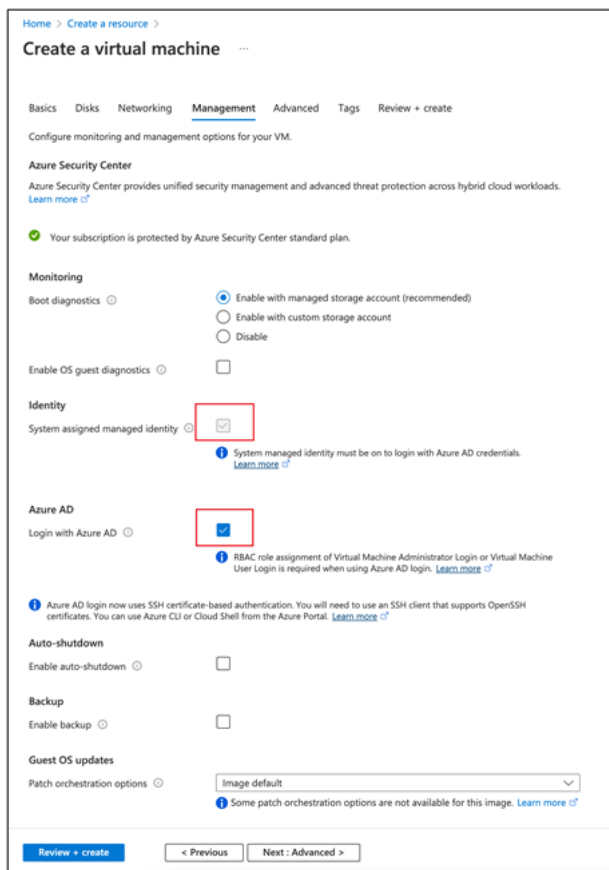 Home > Create a resource >
Create a virtual machine ...
Basics Disks Networking Management Advanced Tags Review + create
Configure monitoring and management options for your VM.
Azure Security Center
Azure Security Center provides unified security management and advanced threat protection across hybrid cloud workloads.
Learn more
Your subscription is protected by Azure Security Center standard plan.
Monitoring
Boot diagnostics
Enable with managed storage account (recommended)
Enable with custom storage account
Disable
Enable OS guest diagnostics
Identity
System assigned managed identity
System managed identity must be on to login with Azure AD credentials.
Learn more
Azure AD
Login with Azure AD
RBAC role assignment of Virtual Machine Administrator Login or Virtual Machine
User Login is required when using Azure AD login. Learn more
Azure AD login now uses SSH certificate-based authentication. You will need to use an SSH client that supports OpenSSH
certificates. You can use Azure CLI or Cloud Shell from the Azure Portal. Learn more
Auto-shutdown
Enable auto-shutdown
Backup
Enable backup
Guest OS updates
Patch orchestration options
Image default
Some patch orchestration options are not available for this image. Learn more
Review + create < Previous Next : Advanced >